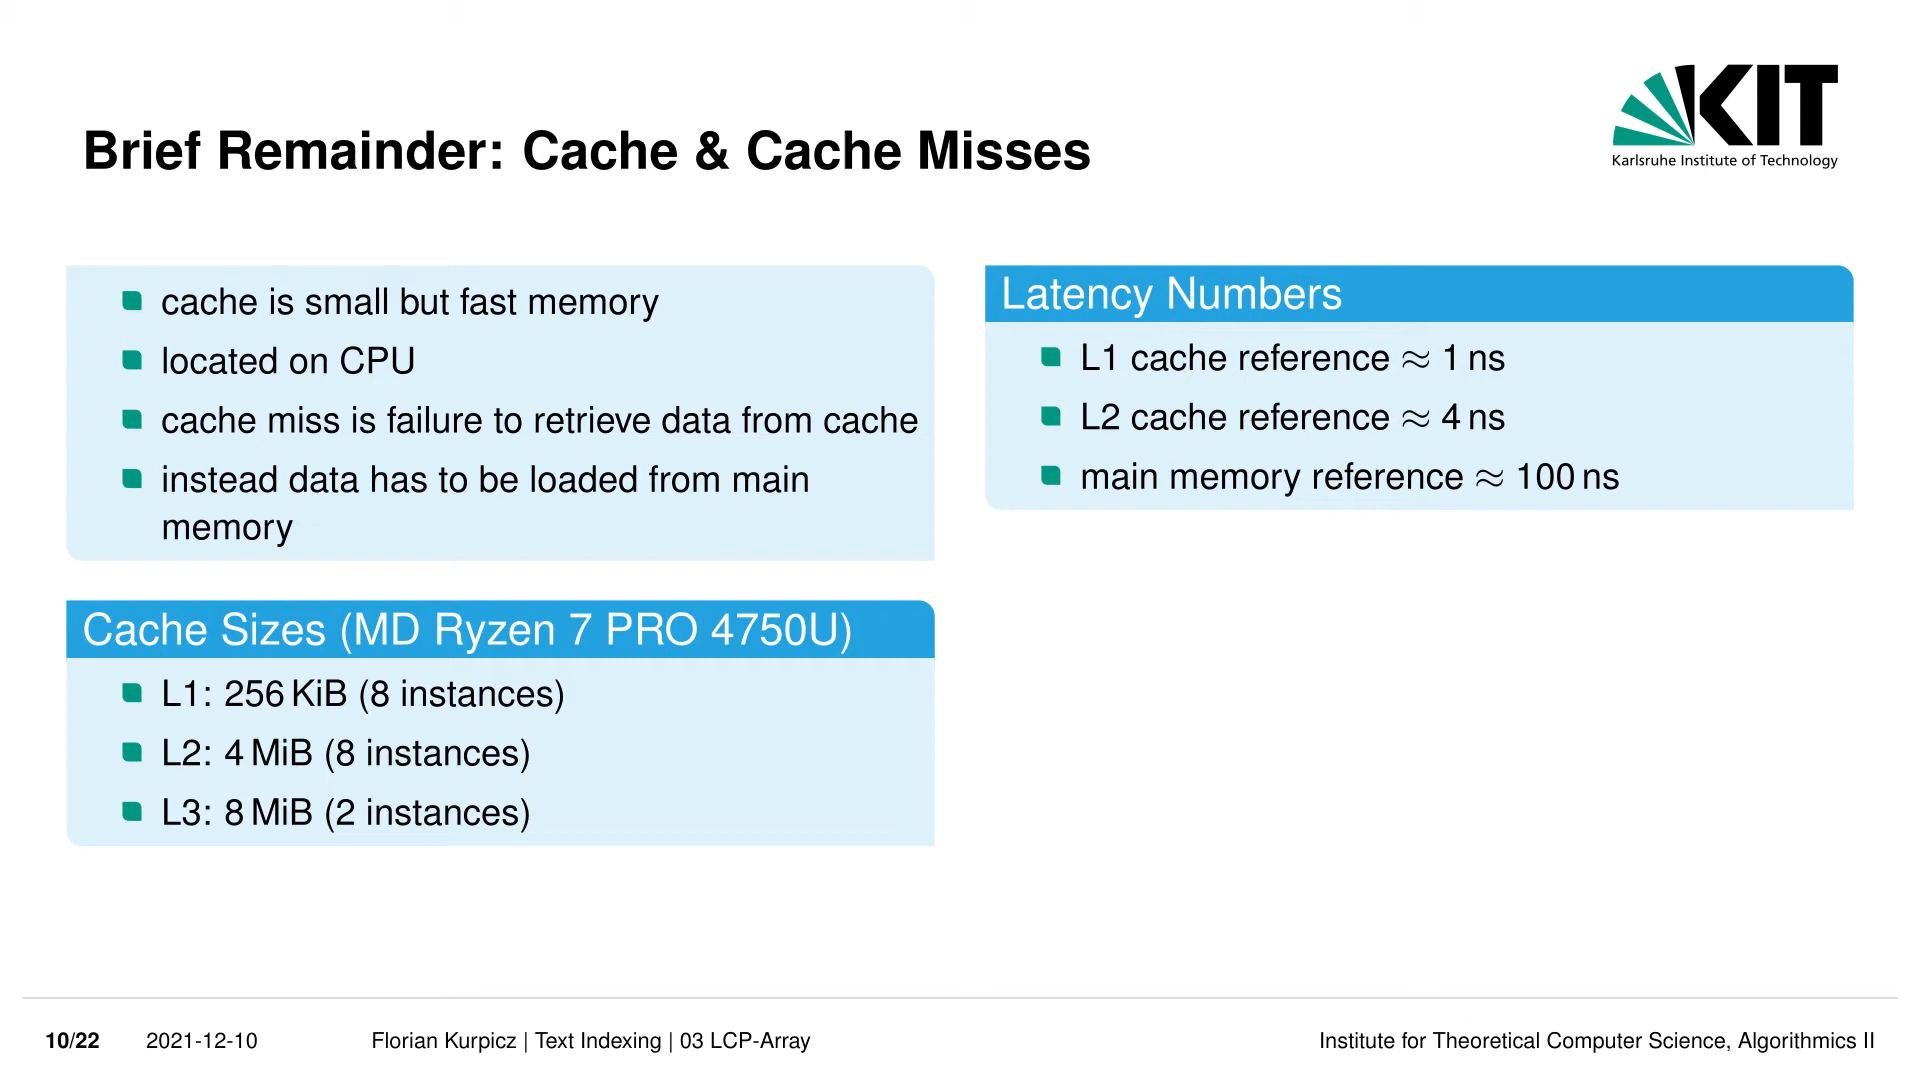 KIT
Karlsruhe Institute of Technology
Brief Remainder: Cache & Cache Misses
cache is small but fast memory
located on CPU
cache miss is failure to retrieve data from cache
instead data has to be loaded from main
memory
Cache Sizes (MD Ryzen 7 PRO 4750U)
L1: 256 KiB (8 instances)
L2: 4 MiB (8 instances)
L3: 8 MiB (2 instances)
Latency Numbers
L1 cache reference ≈ 1 ns
L2 cache reference ≈ 4 ns
main memory reference ≈ 100 ns
10/22 2021-12-10 Florian Kurpicz | Text Indexing | 03 LCP-Array Institute for Theoretical Computer Science, Algorithmics II